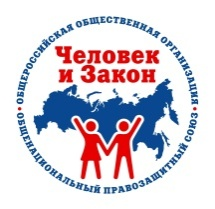 ОБЩЕРОССИЙСКАЯ ОБЩЕСТВЕННАЯ ОРГАНИЗАЦИЯ
Человек
и Закон
ОБЩЕНАЦИОНАЛЬНЫЙ ПРАВОЗАЩИТНЫЙ СОЮЗ